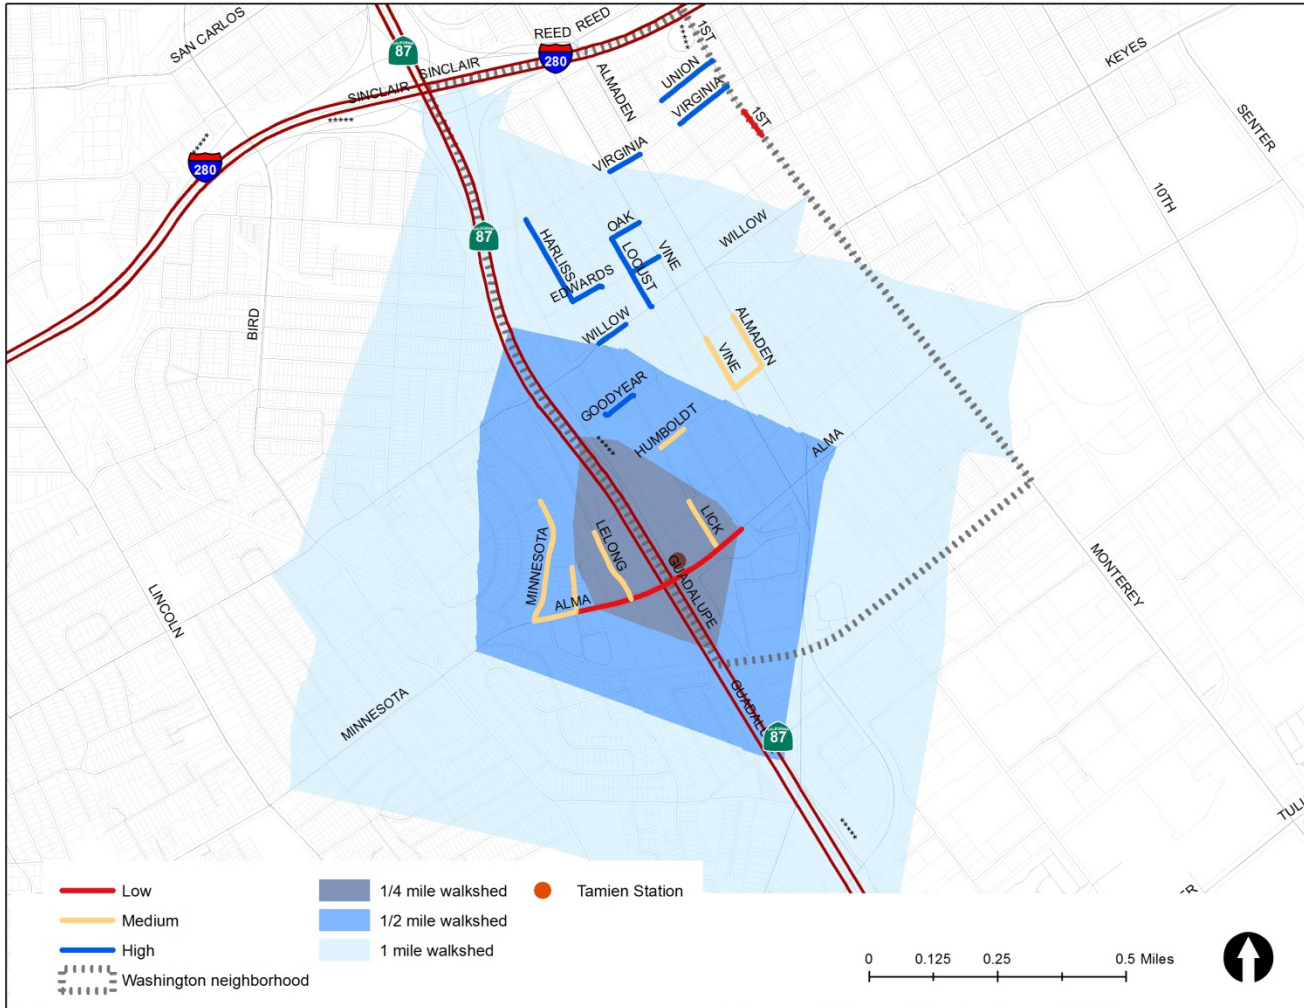 REED
REED
1ST
SAN CARLOS
CALIFORNIA
87
280
KEYES
SINCLAIR
SINCLAIR
ALMADEN
UNION
VIRGINIA
1ST
SENTER
280
VIRGINIA
10TH
CALIFORNIA
87
OAK
WILLOW
HARLISS
LOCUST
VINE
EDWARDS
BIRD
WILLOW
ALMADEN
VINE
GOODYEAR
HUMBOLDT
ALMA
LICK
LELONG
MINNESOTA
GUADALUPE
ALMA
MONTEREY
LINCOLN
MINNESOTA
CALIFORNIA
87
Low
Medium
High
Washington neighborhood
1/4 mile walkshed
1/2 mile walkshed
1 mile walkshed
Tamien Station
0 0.125 0.25 0.5 Miles